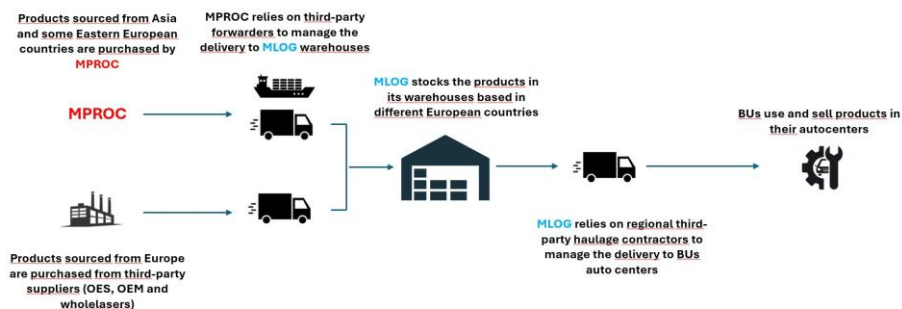 Products sourced from Asia
and some Eastern European
countries are purchased by
MPROC
MPROC relies on third-party
forwarders to manage the
delivery to MLOG warehouses
MPROC
MLOG stocks the products in
its warehouses based in
different European countries
BUs use and sell products in
their autocenters
Products sourced from Europe
are purchased from third-party
suppliers (OES, OEM and
wholelasers)
MLOG relies on regional third-
party haulage contractors to
manage the delivery to BUs
auto centers